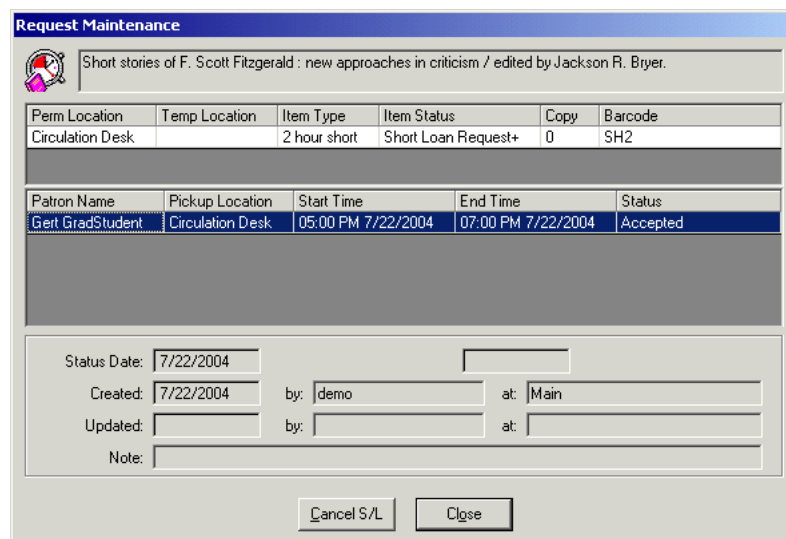 Request Maintenance
Short stories of F. Scott Fitzgerald : new approaches in criticism / edited by Jackson R. Bryer.
Perm Location Temp Location Item Type Item Status Copy Barcode
Circulation Desk 2 hour short Short Loan Request+ 0 SH2
Patron Name Pickup Location Start Time End Time Status
Gert GradStudent Circulation Desk 05:00 PM 7/22/2004 07:00 PM 7/22/2004 Accepted
Status Date: 7/22/2004
Created: 7/22/2004 by: demo at: Main
Updated: by: at:
Note:
Cancel S/L Close